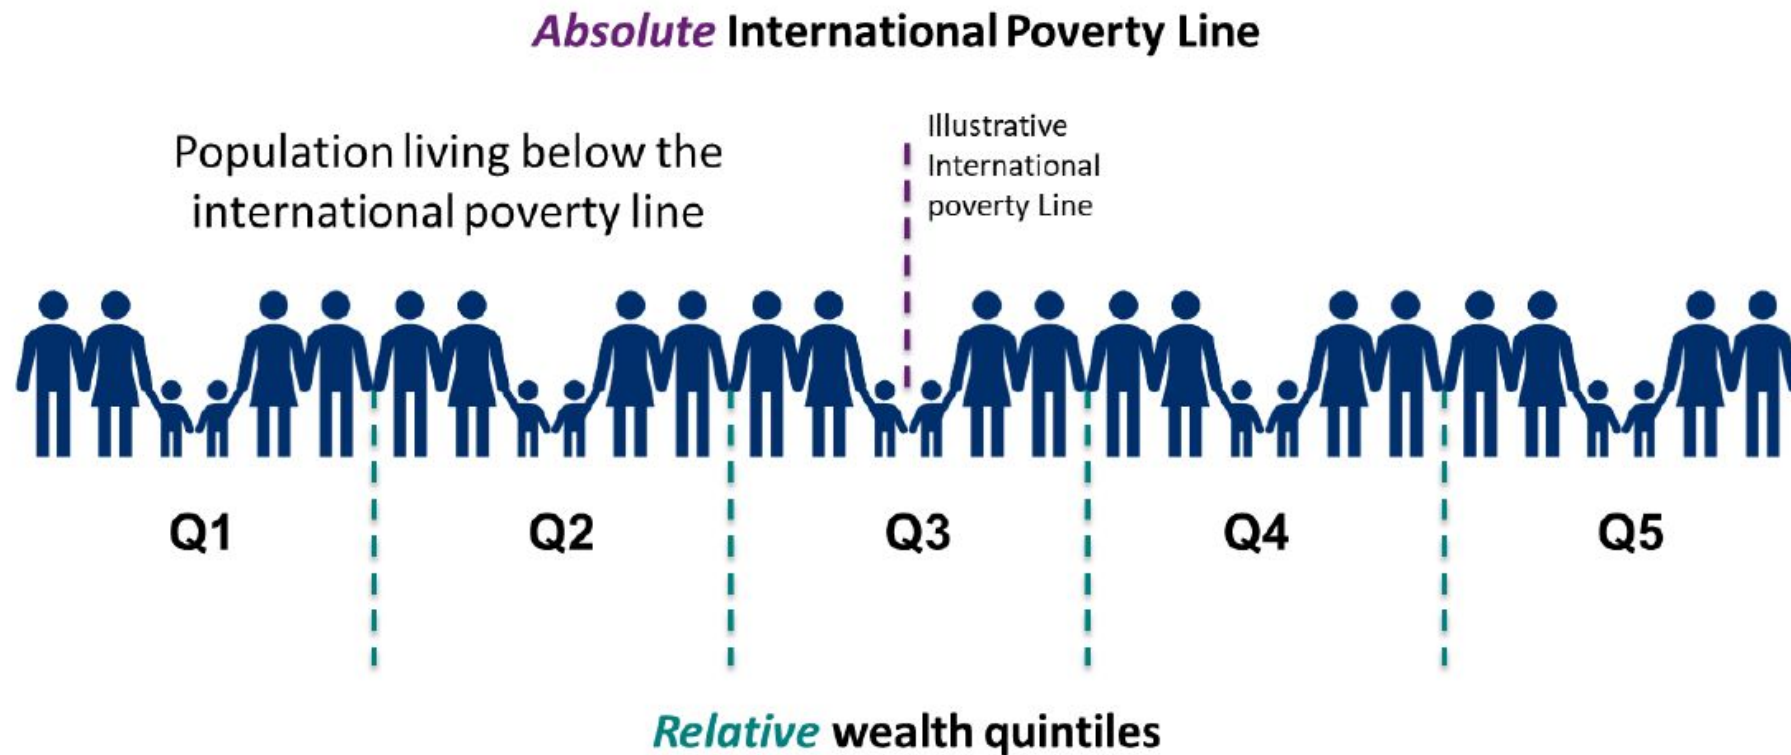 Absolute International Poverty Line
Population living below the
international poverty line
Illustrative
International
poverty Line
Q1
Q2
Q3
Q4
Q5
Relative wealth quintiles